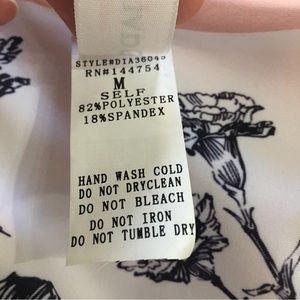 STYLE#DIA36045
RN#144754
M
SELF
82%POLYESTER
18%SPANDEX
HAND WASH COLD
DO NOT DRYCLEAN
DO NOT BLEACH
DO NOT IRON
DO NOT TUMBLE DRY